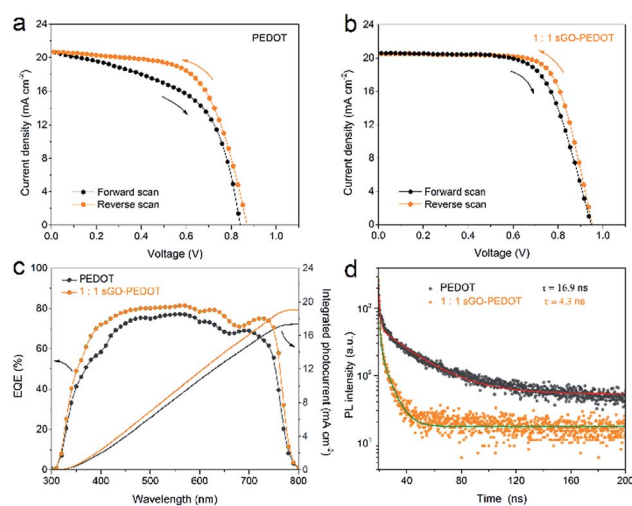 a
PEDOT
Current density (mA cm-2)
24
20
16
12
8
4
0
Forward scan
Reverse scan
0.0 0.2 0.4 0.6 0.8 1.0
Voltage (V)
b
1 : 1 sGO-PEDOT
Current density (mA cm-2)
24
20
16
12
8
4
0
Forward scan
Reverse scan
0.0 0.2 0.4 0.6 0.8 1.0
Voltage (V)
c
PEDOT
1 : 1 sGO-PEDOT
EQE (%)
100
80
60
40
20
0
24
20
16
12
8
4
0
Integrated photocurrent (mA cm-2)
300 400 500 600 700 800
Wavelength (nm)
d
PEDOT τ = 16.9 ns
1 : 1 sGO-PEDOT τ = 4.3 ns
PL intensity (a.u.)
10²
10²
10¹
40 80 120 160 200
Time (ns)